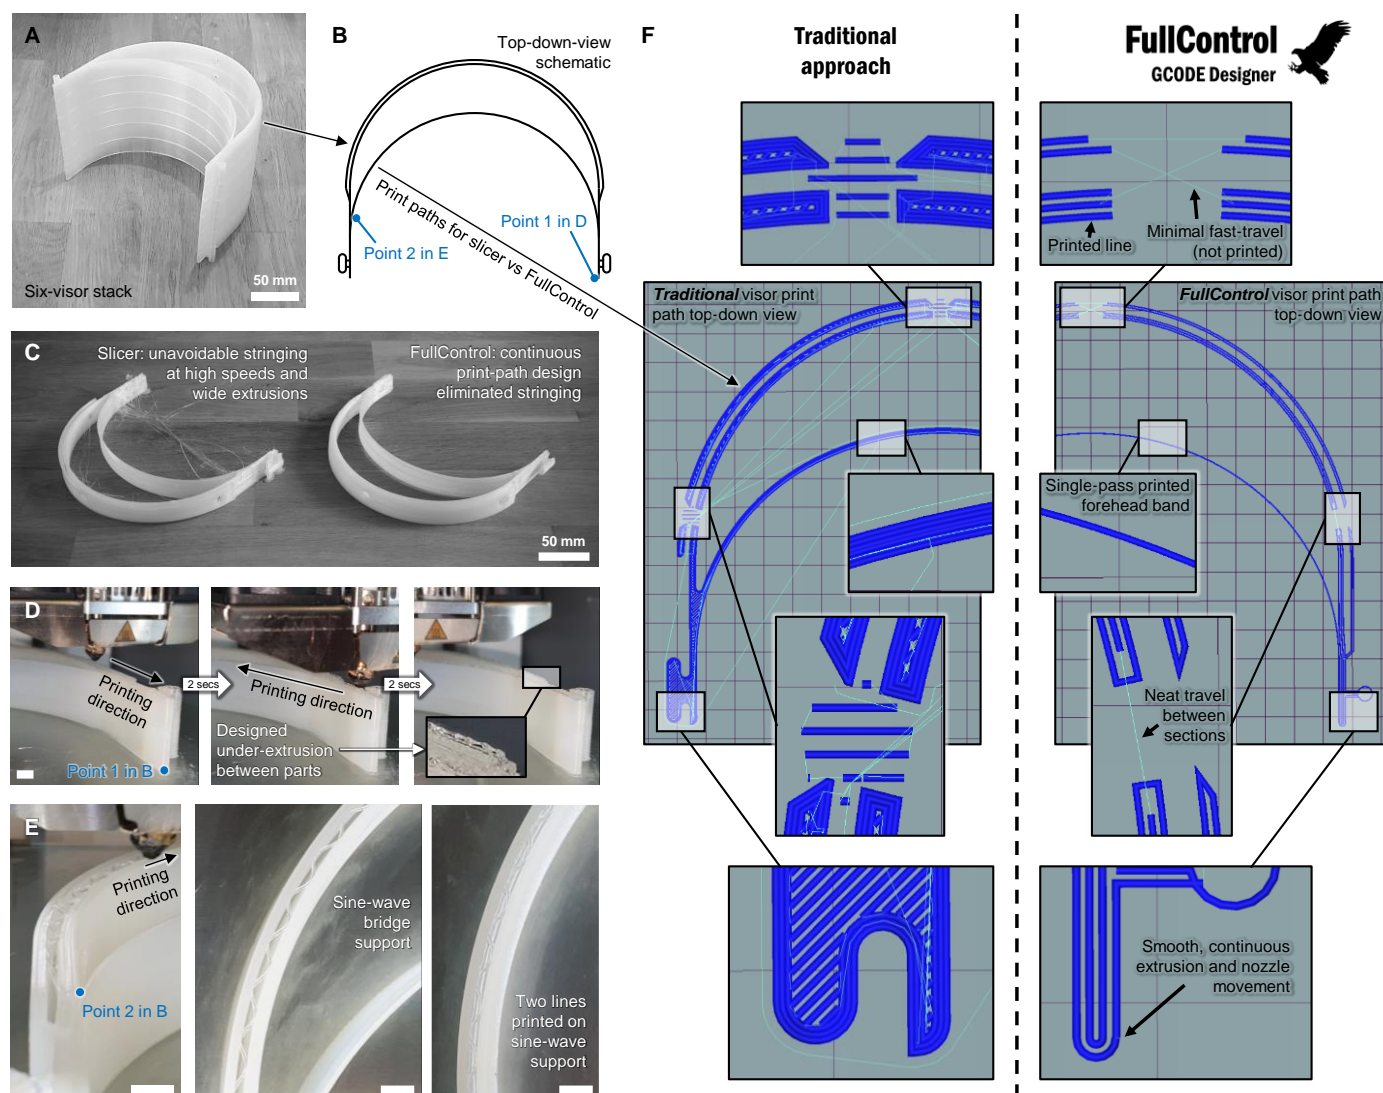 A
Six-visor stack
50 mm
B
Top-down-view
schematic
Print paths for slicer vs FullControl
Point 1 in D
Point 2 in E
C
Slicer: unavoidable stringing
at high speeds and
wide extrusions
FullControl: continuous
print-path design
eliminated stringing
50 mm
D
Printing
direction
Point 1 in B
2 secs
Printing direction
Designed
under-extrusion
between parts
2 secs
E
Printing
direction
Point 2 in B
Sine-wave
bridge
support
Two lines
printed on
sine-wave
support
F
Traditional
approach
FullControl
GCODE Designer
Printed line
Minimal fast-travel
(not printed)
Traditional visor print
path top-down view
FullControl visor print path
top-down view
Single-pass printed
forehead band
Neat travel
between
sections
Smooth, continuous
extrusion and nozzle
movement